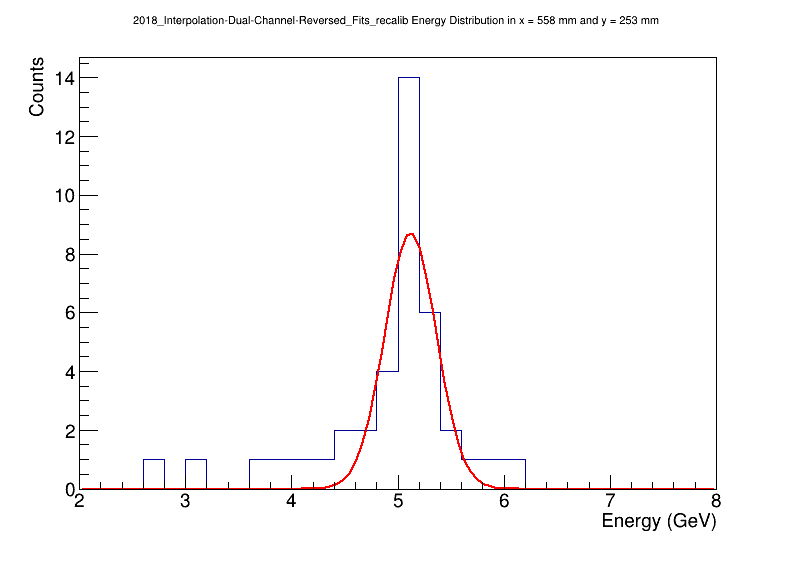 2018_Interpolation-Dual-Channel-Reversed_Fits_recalib Energy Distribution in x = 558 mm and y = 253 mm
Counts
14
12
10
8
6
4
2
0
2 3 4 5 6 7 8
Energy (GeV)